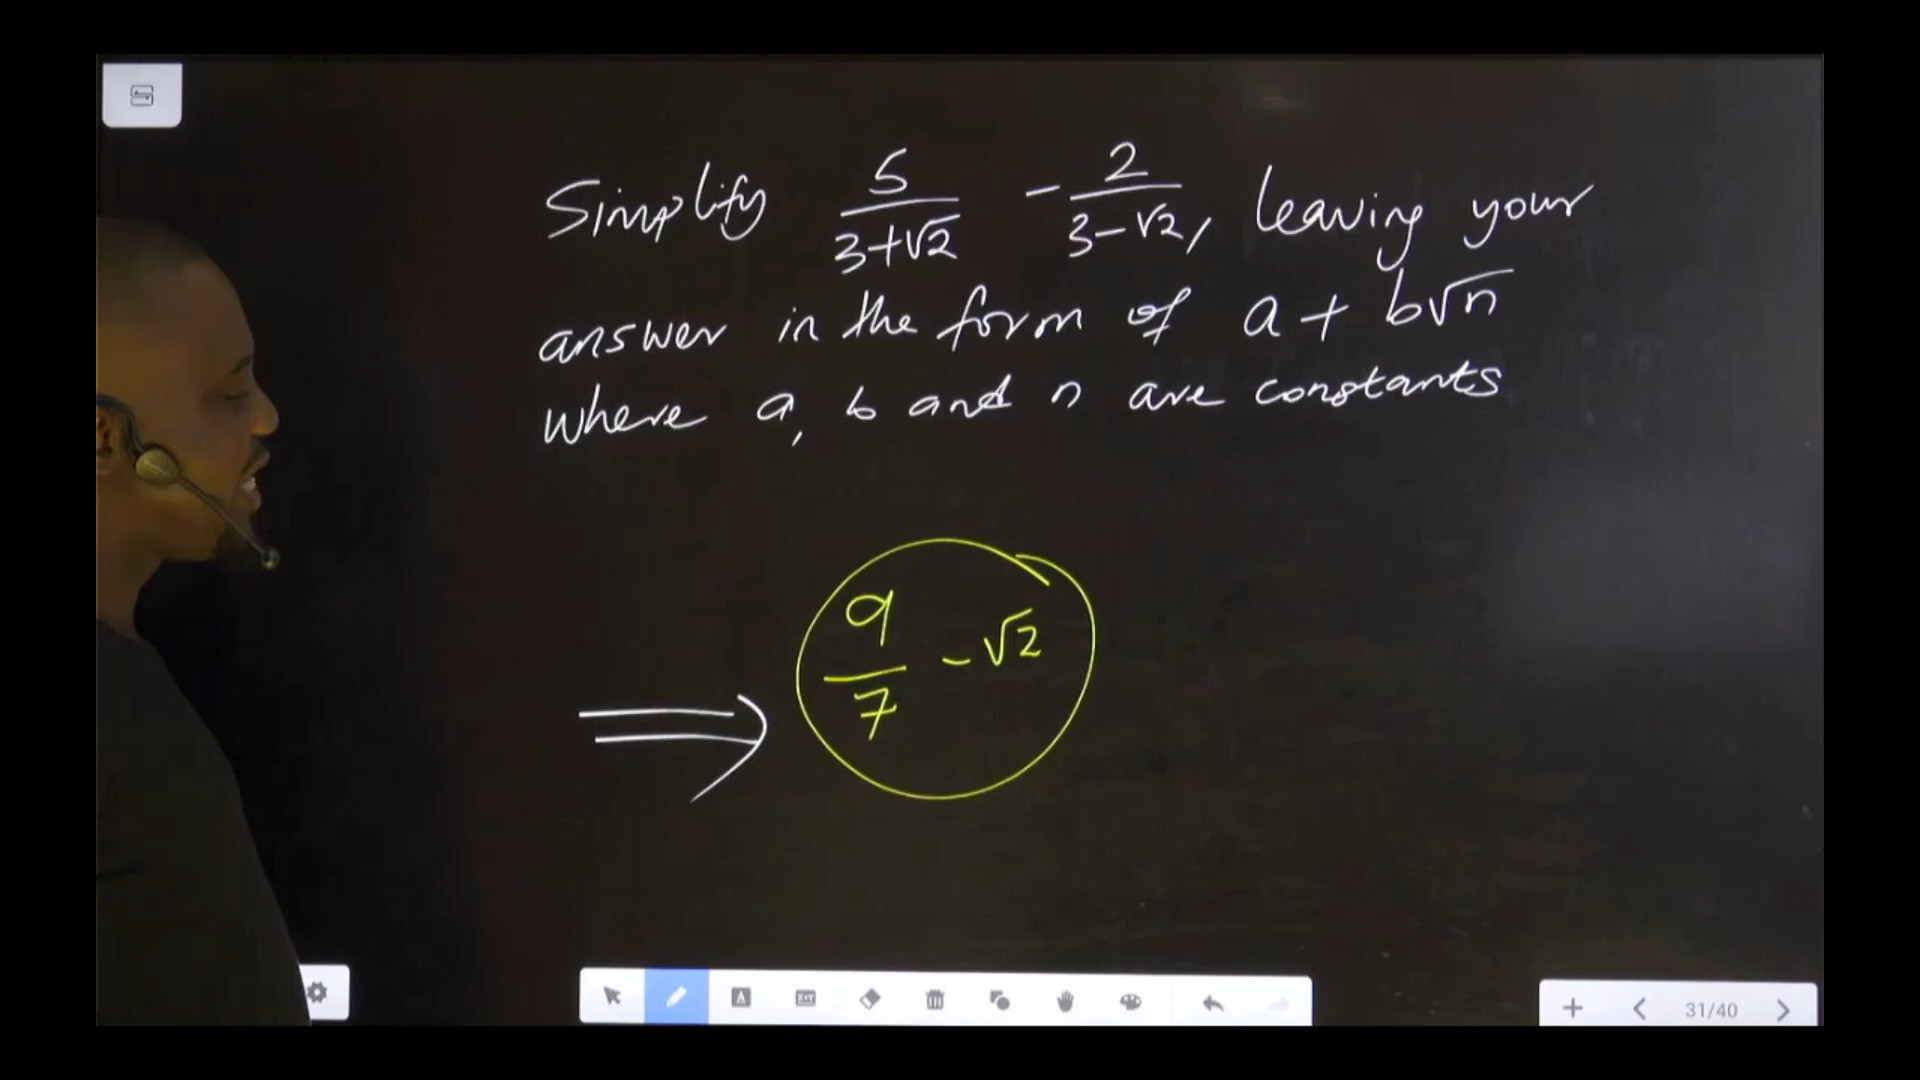 Simplify 5/(3+√2) - 2/(3-√2), leaving your
answer in the form of a + b√n
where a, b and n are constants
⇒ 9/7 - √2
31/40